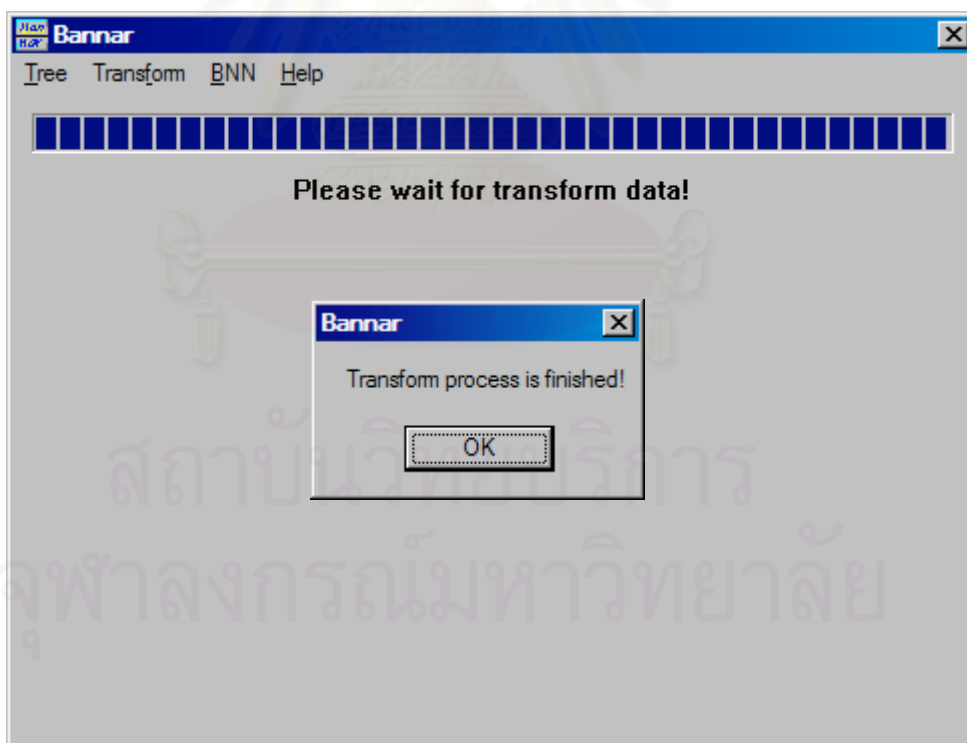 Bannar
Tree Transform BNN Help
Please wait for transform data!
Bannar
Transform process is finished!
OK
สถาบันวิทยบริการ
จุฬาลงกรณ์มหาวิทยาลัย